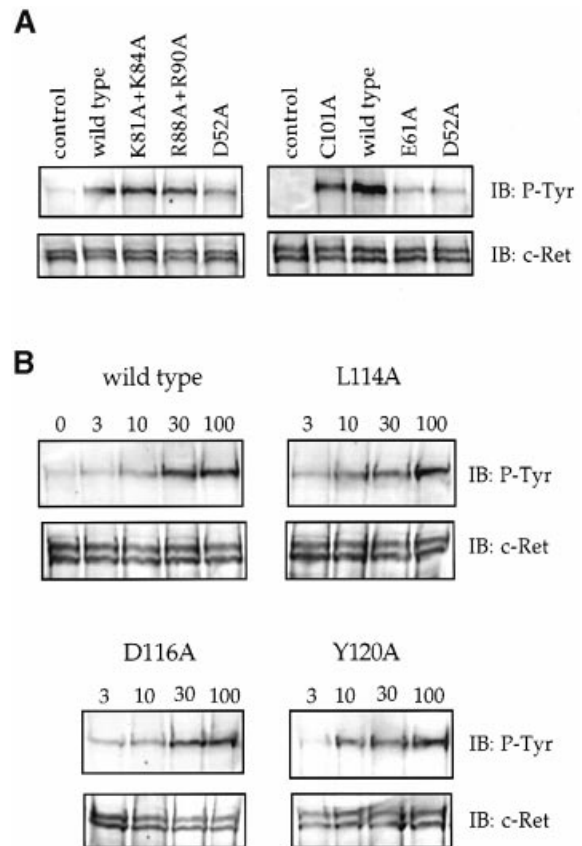 A
control
wild type
K81A+K84A
R88A+R90A
D52A
control
C101A
wild type
E61A
D52A
IB: P-Tyr
IB: c-Ret
B
wild type
L114A
0 3 10 30 100
3 10 30 100
IB: P-Tyr
IB: c-Ret
D116A
Y120A
3 10 30 100
3 10 30 100
IB: P-Tyr
IB: c-Ret